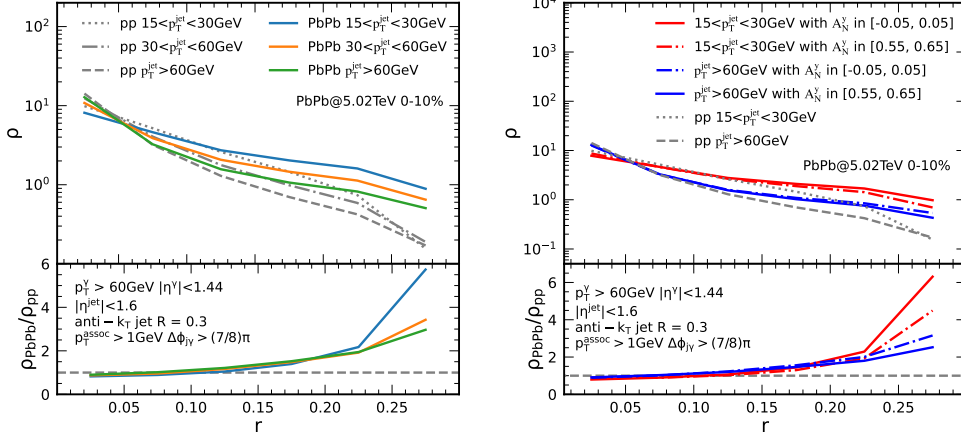 pp 15<p_T^jet<30GeV
pp 30<p_T^jet<60GeV
pp p_T^jet>60GeV
PbPb 15<p_T^jet<30GeV
PbPb 30<p_T^jet<60GeV
PbPb p_T^jet>60GeV
PbPb@5.02TeV 0-10%
ρ
10^2
10^1
10^0
p_T^γ > 60GeV |η^γ|<1.44
|η^jet|<1.6
anti − k_T jet R = 0.3
p_T^assoc > 1GeV Δϕ_jγ > (7/8)π
ρ_PbPb/ρ_pp
6
4
2
0
0.05 0.10 0.15 0.20 0.25
r
15<p_T^jet<30GeV with A_N^γ in [-0.05, 0.05]
15<p_T^jet<30GeV with A_N^γ in [0.55, 0.65]
p_T^jet>60GeV with A_N^γ in [-0.05, 0.05]
p_T^jet>60GeV with A_N^γ in [0.55, 0.65]
pp 15<p_T^jet<30GeV
pp p_T^jet>60GeV
PbPb@5.02TeV 0-10%
ρ
10^4
10^3
10^2
10^1
10^0
10^−1
p_T^γ > 60GeV |η^γ|<1.44
|η^jet|<1.6
anti − k_T jet R = 0.3
p_T^assoc > 1GeV Δϕ_jγ > (7/8)π
ρ_PbPb/ρ_pp
6
4
2
0
0.05 0.10 0.15 0.20 0.25
r